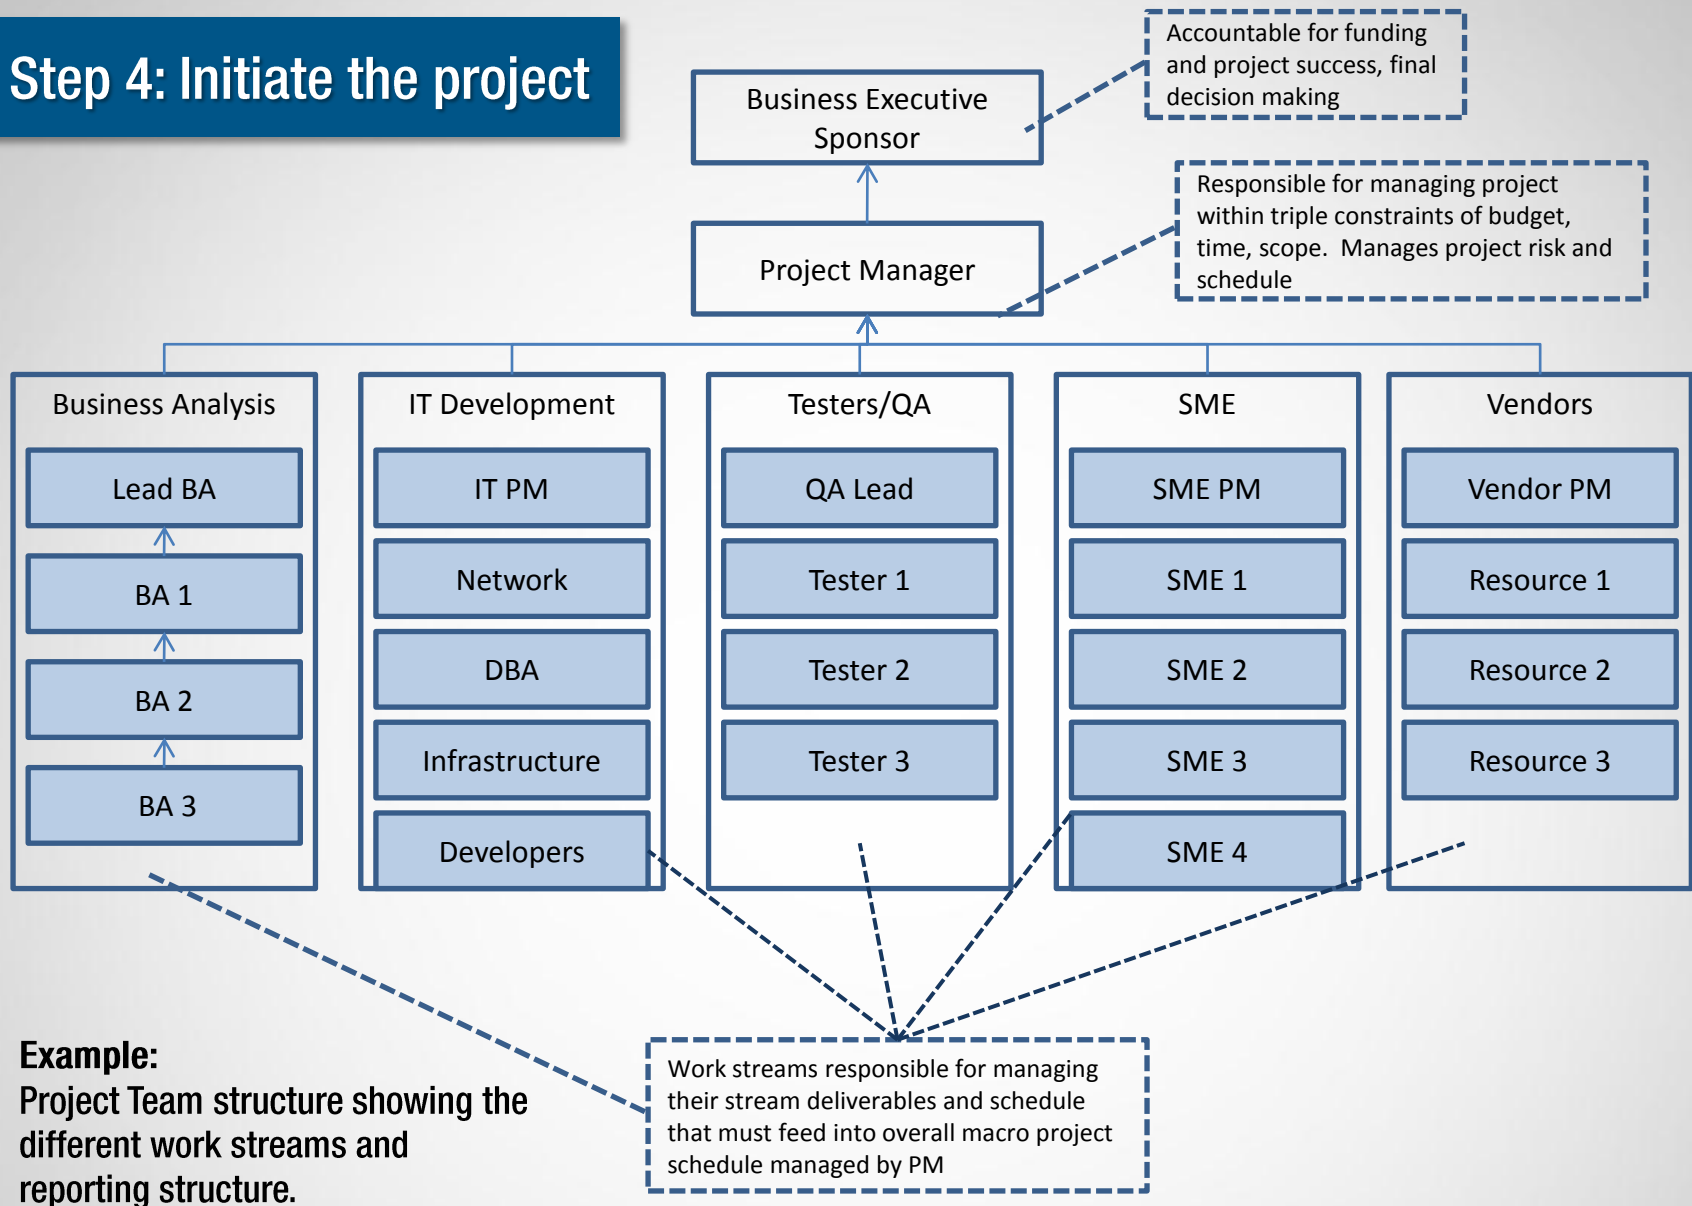 Step 4: Initiate the project
Business Executive
Sponsor
Accountable for funding
and project success, final
decision making
Project Manager
Responsible for managing project
within triple constraints of budget,
time, scope.  Manages project risk and
schedule
Business Analysis
Lead BA
BA 1
BA 2
BA 3
IT Development
IT PM
Network
DBA
Infrastructure
Developers
Testers/QA
QA Lead
Tester 1
Tester 2
Tester 3
SME
SME PM
SME 1
SME 2
SME 3
SME 4
Vendors
Vendor PM
Resource 1
Resource 2
Resource 3
Example:
Project Team structure showing the
different work streams and
reporting structure.
Work streams responsible for managing
their stream deliverables and schedule
that must feed into overall macro project
schedule managed by PM